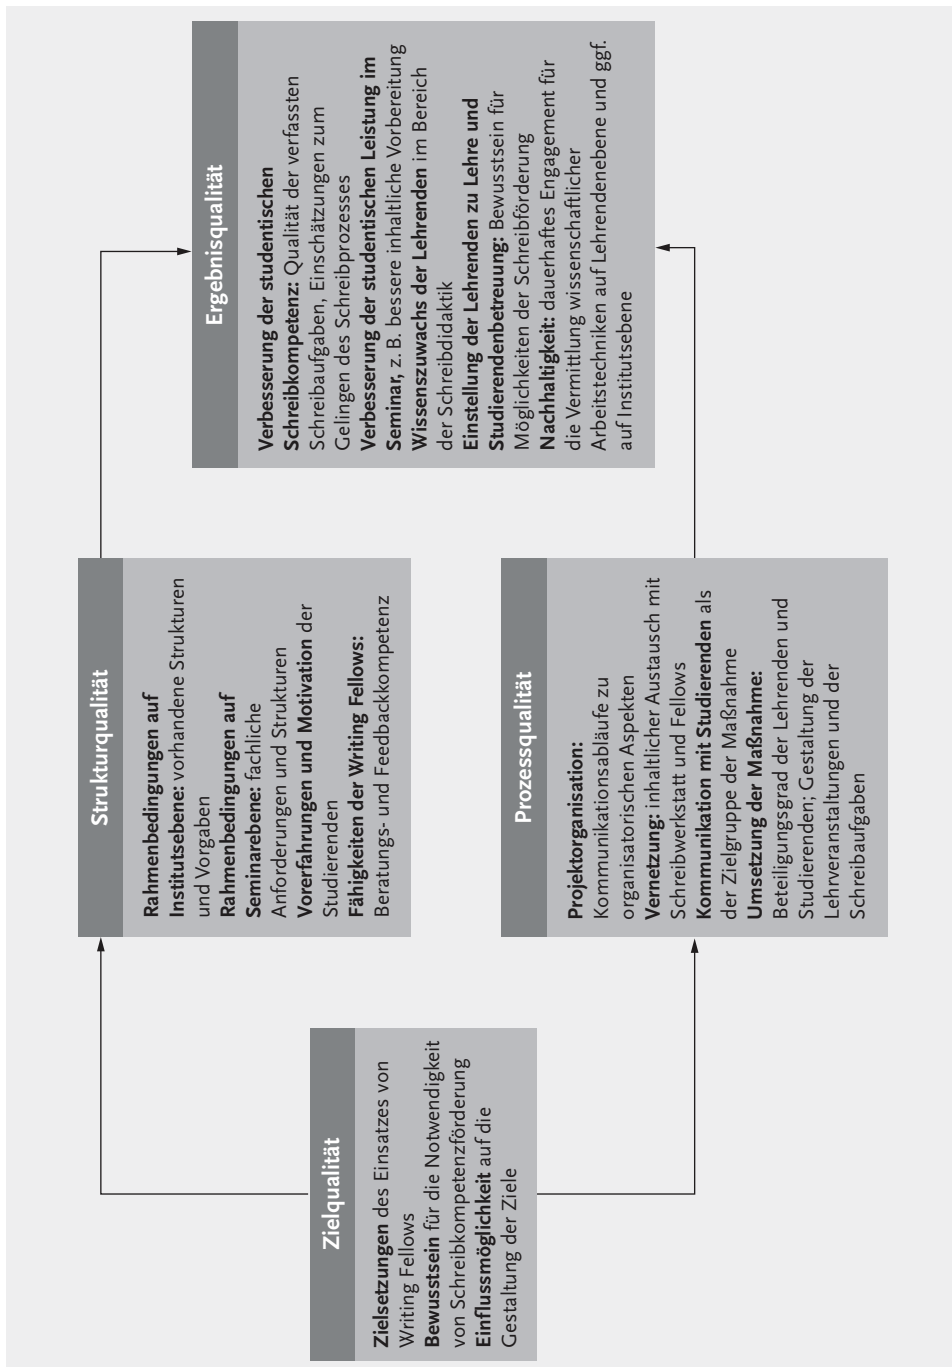 Zielqualität
Zielsetzungen des Einsatzes von
Writing Fellows
Bewusstsein für die Notwendigkeit
von Schreibkompetenzförderung
Einflussmöglichkeit auf die
Gestaltung der Ziele
Strukturqualität
Rahmenbedingungen auf
Institutsebene: vorhandene Strukturen
und Vorgaben
Rahmenbedingungen auf
Seminarebene: fachliche
Anforderungen und Strukturen
Vorerfahrungen und Motivation der
Studierenden
Fähigkeiten der Writing Fellows:
Beratungs- und Feedbackkompetenz
Prozessqualität
Projektorganisation:
Kommunikationsabläufe zu
organisatorischen Aspekten
Vernetzung: inhaltlicher Austausch mit
Schreibwerkstatt und Fellows
Kommunikation mit Studierenden als
der Zielgruppe der Maßnahme
Umsetzung der Maßnahme:
Beteiligungsgrad der Lehrenden und
Studierenden; Gestaltung der
Lehrveranstaltungen und der
Schreibaufgaben
Ergebnisqualität
Verbesserung der studentischen
Schreibkompetenz: Qualität der verfassten
Schreibaufgaben, Einschätzungen zum
Gelingen des Schreibprozesses
Verbesserung der studentischen Leistung im
Seminar, z. B. bessere inhaltliche Vorbereitung
Wissenszuwachs der Lehrenden im Bereich
der Schreibdidaktik
Einstellung der Lehrenden zu Lehre und
Studierendenbetreuung: Bewusstsein für
Möglichkeiten der Schreibförderung
Nachhaltigkeit: dauerhaftes Engagement für
die Vermittlung wissenschaftlicher
Arbeitstechniken auf Lehrendenebene und ggf.
auf Institutsebene